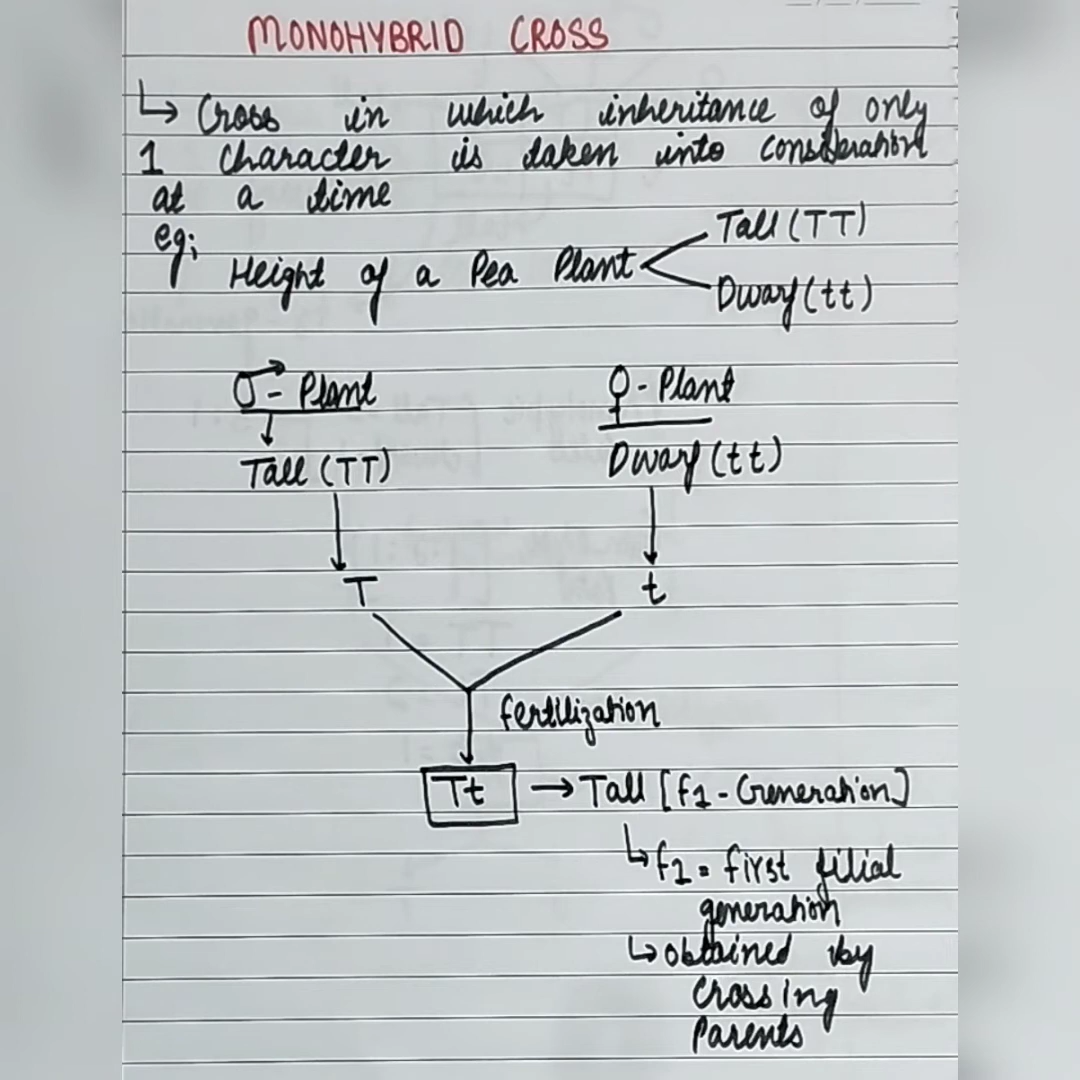 MONOHYBRID CROSS
↳ Cross in which inheritance of only
1 character is taken into consideration
at a time
eg;
Height of a Pea Plant
Tall (TT)
Dwarf (tt)
♂ - Plant
♀ - Plant
Tall (TT)
Dwarf (tt)
T
t
fertilization
Tt → Tall [f1 - Generation]
↳ f1 = first filial
generation
↳ obtained by
crossing
Parents